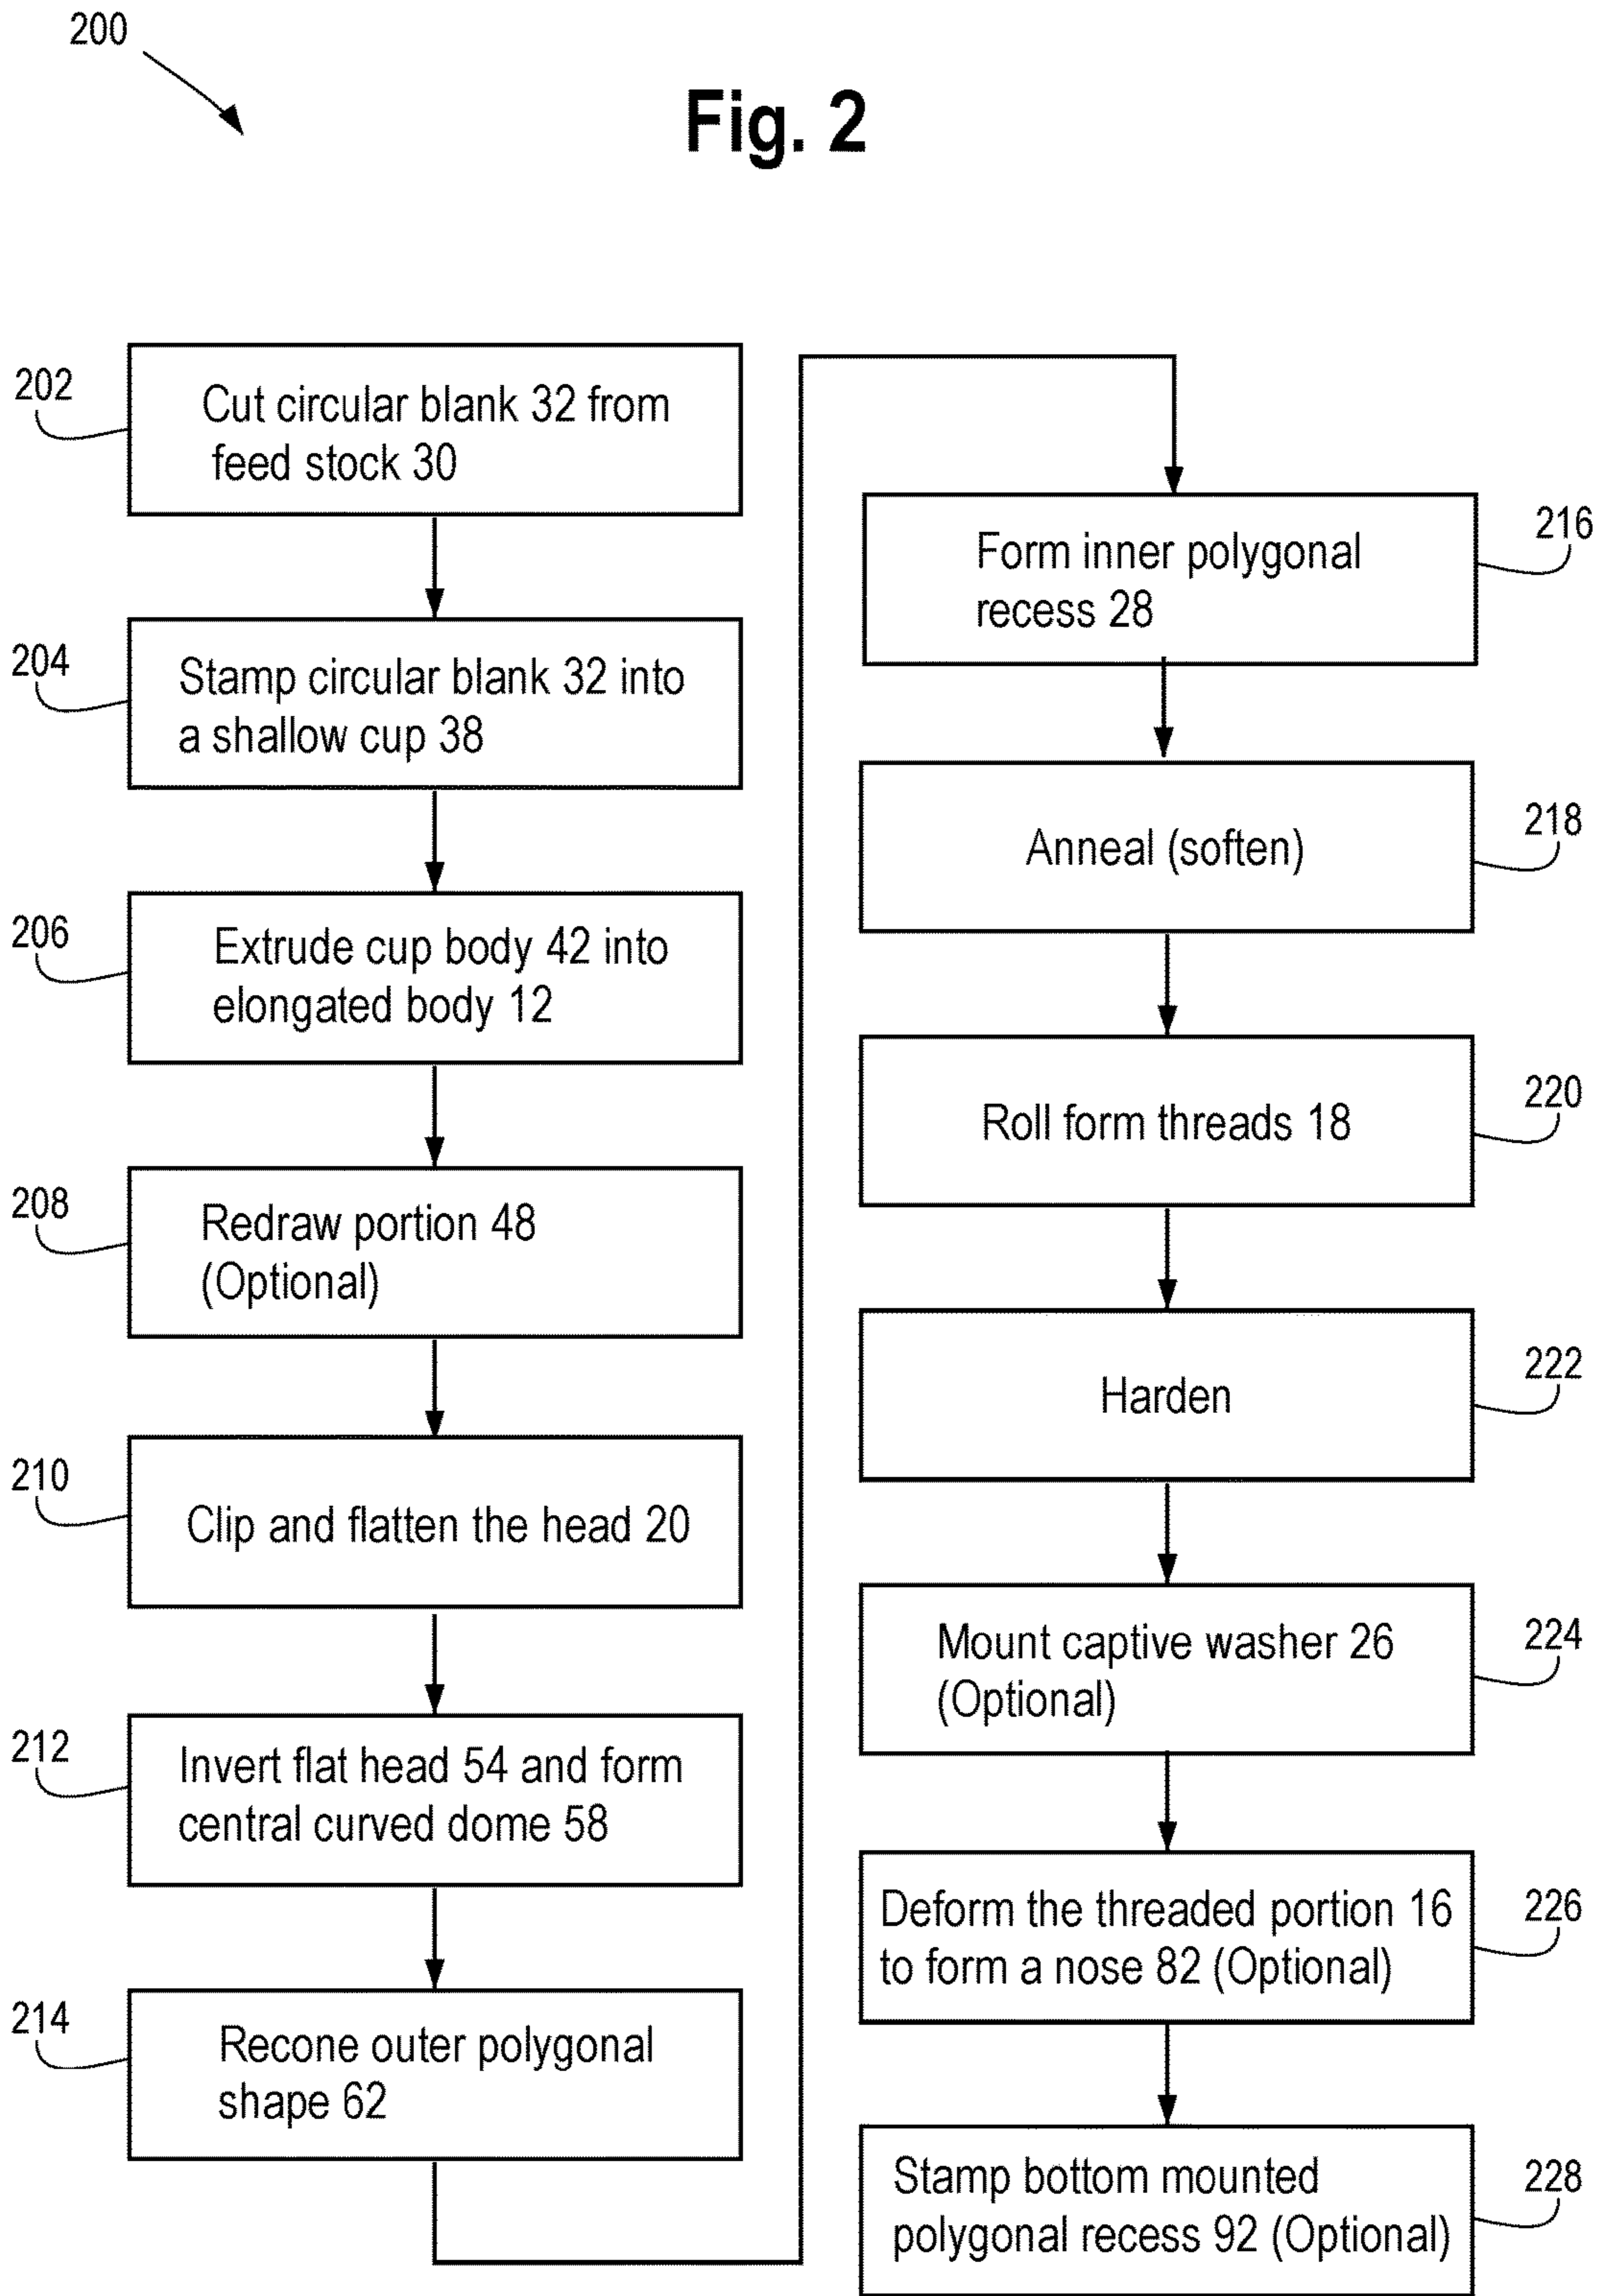 200
Fig. 2
202
Cut circular blank 32 from
feed stock 30
204
Stamp circular blank 32 into
a shallow cup 38
206
Extrude cup body 42 into
elongated body 12
208
Redraw portion 48
(Optional)
210
Clip and flatten the head 20
212
Invert flat head 54 and form
central curved dome 58
214
Recone outer polygonal
shape 62
216
Form inner polygonal
recess 28
218
Anneal (soften)
220
Roll form threads 18
222
Harden
224
Mount captive washer 26
(Optional)
226
Deform the threaded portion 16
to form a nose 82 (Optional)
228
Stamp bottom mounted
polygonal recess 92 (Optional)